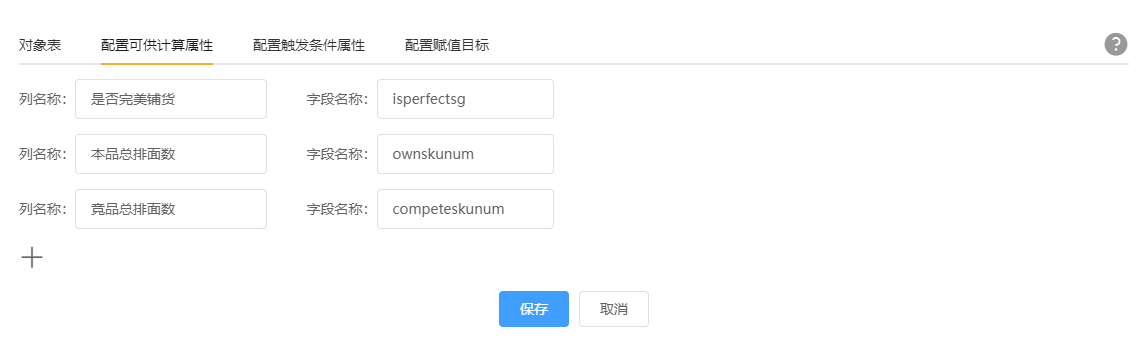 对象表 配置可供计算属性 配置触发条件属性 配置赋值目标 ?
列名称: 是否完美铺货 字段名称: isperfectsg
列名称: 本品总排面数 字段名称: ownskunum
列名称: 竞品总排面数 字段名称: competeskunum
保存 取消